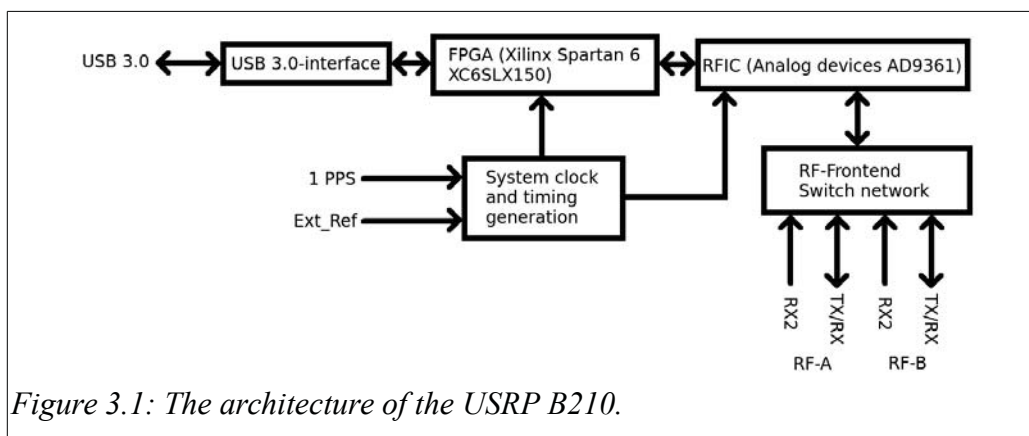 USB 3.0
USB 3.0-interface
FPGA (Xilinx Spartan 6
XC6SLX150)
RFIC (Analog devices AD9361)
1 PPS
Ext_Ref
System clock
and timing
generation
RF-Frontend
Switch network
RX2
TX/RX
RX2
TX/RX
RF-A
RF-B
Figure 3.1: The architecture of the USRP B210.